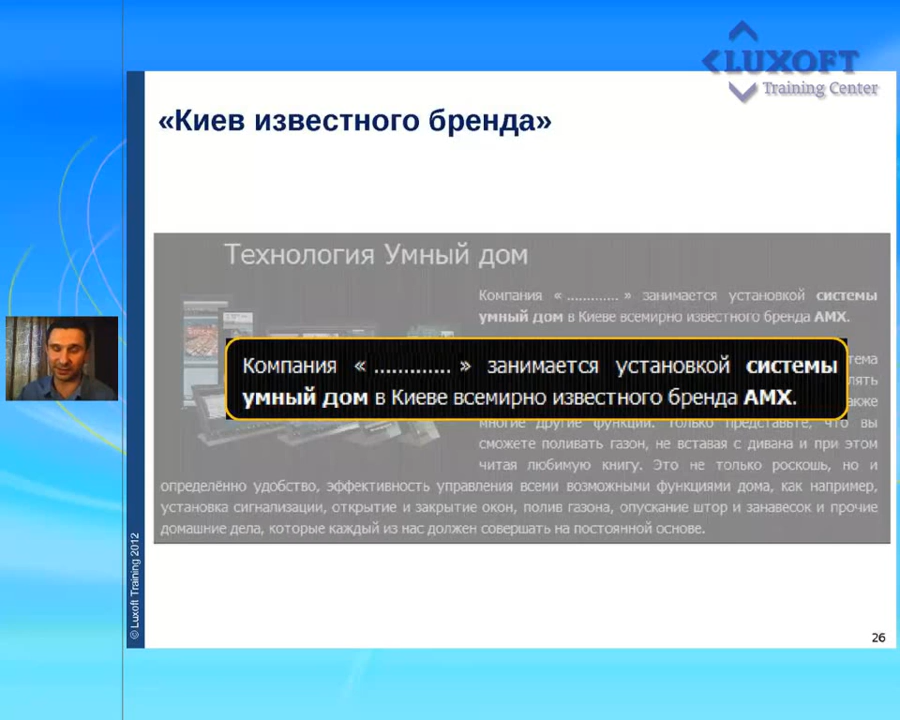 LUXOFT
Training Center
«Киев известного бренда»
Технология Умный дом
Компания « ............. » занимается установкой системы
умный дом в Киеве всемирно известного бренда AMX.
Компания « ............. » занимается установкой системы
умный дом в Киеве всемирно известного бренда AMX.
многие другие функции. Только представьте, что вы
сможете поливать газон, не вставая с дивана и при этом
читая любимую книгу. Это не только роскошь, но и
определённо удобство, эффективность управления всеми возможными функциями дома, как например,
установка сигнализации, открытие и закрытие окон, полив газона, опускание штор и занавесок и прочие
домашние дела, которые каждый из нас должен совершать на постоянной основе.
© Luxoft Training 2012
26